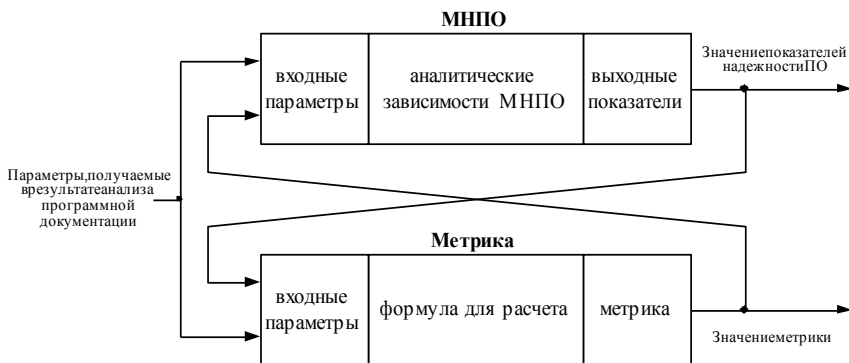 МНПО
входные
параметры
аналитические
зависимости МНПО
выходные
показатели
Значениепоказателей
надежностиПО
Параметры,получаемые
врезультатеанализа
программной
документации
Метрика
входные
параметры
формула для расчета
метрика
Значениеметрики